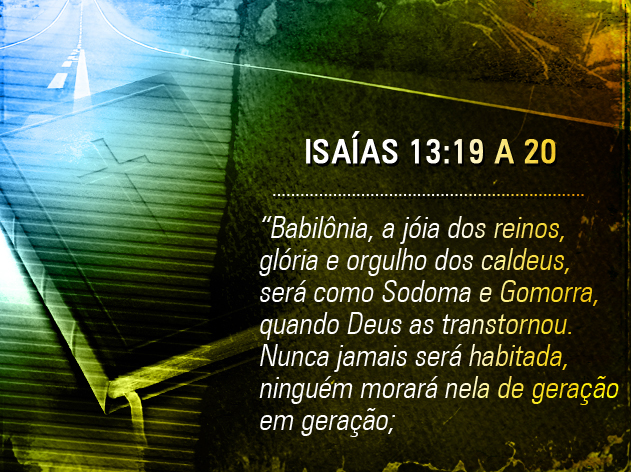 ISAÍAS 13:19 A 20
“Babilônia, a jóia dos reinos,
glória e orgulho dos caldeus,
será como Sodoma e Gomorra,
quando Deus as transtornou.
Nunca jamais será habitada,
ninguém morará nela de geração
em geração;